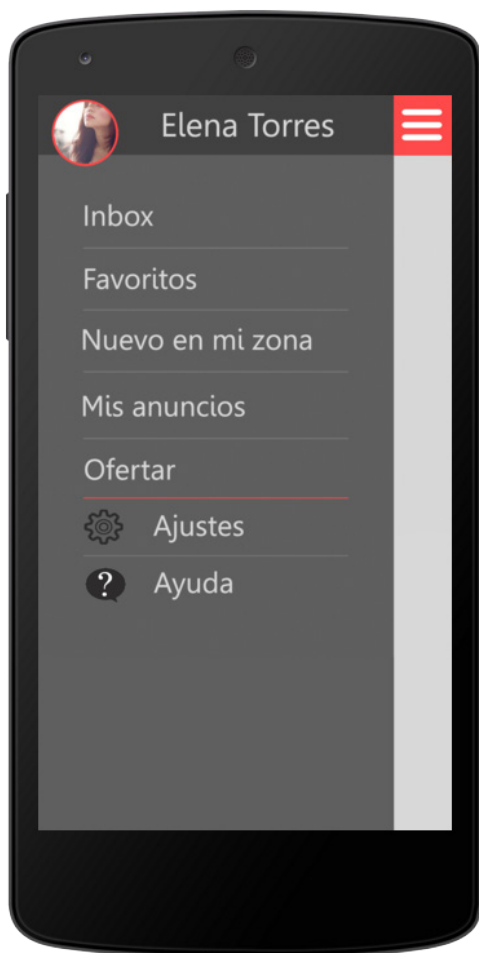 Elena Torres
Inbox
Favoritos
Nuevo en mi zona
Mis anuncios
Ofertar
Ajustes
? Ayuda